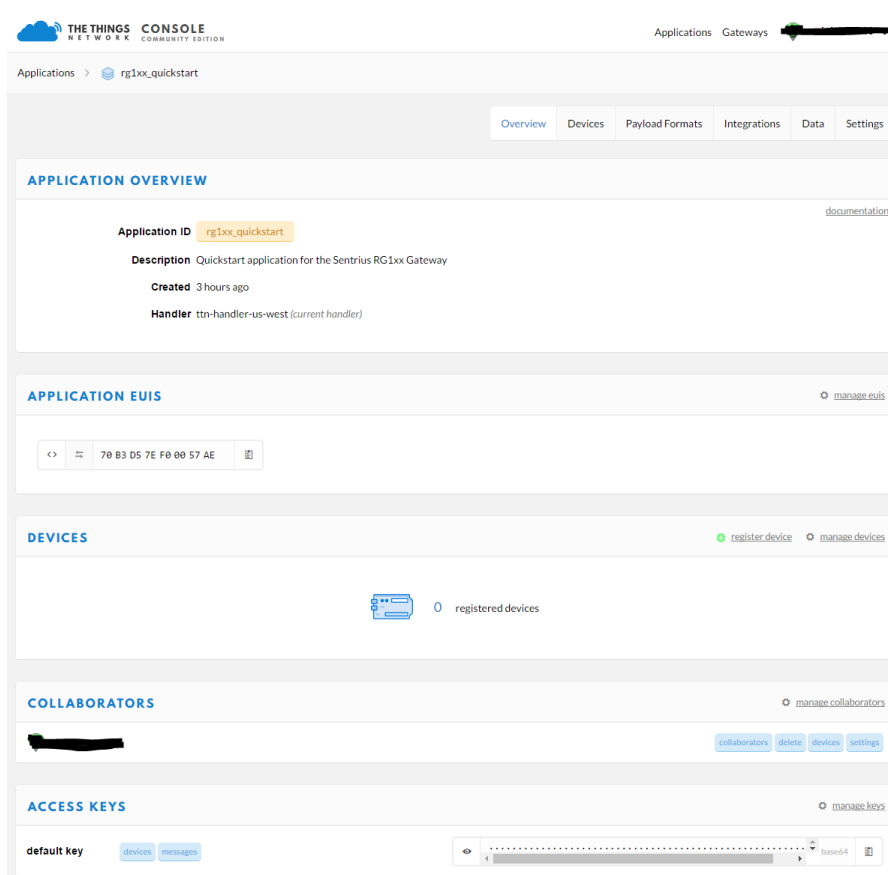 THE THINGS NETWORK CONSOLE COMMUNITY EDITION
Applications Gateways
Applications > rg1xx_quickstart
Overview Devices Payload Formats Integrations Data Settings
APPLICATION OVERVIEW
documentation
Application ID rg1xx_quickstart
Description Quickstart application for the Sentrius RG1xx Gateway
Created 3 hours ago
Handler ttn-handler-us-west (current handler)
APPLICATION EUIS
manage euis
<> 70 B3 D5 7E F0 00 57 AE
DEVICES
register device manage devices
0 registered devices
COLLABORATORS
manage collaborators
collaborators delete devices settings
ACCESS KEYS
manage keys
default key devices messages base64